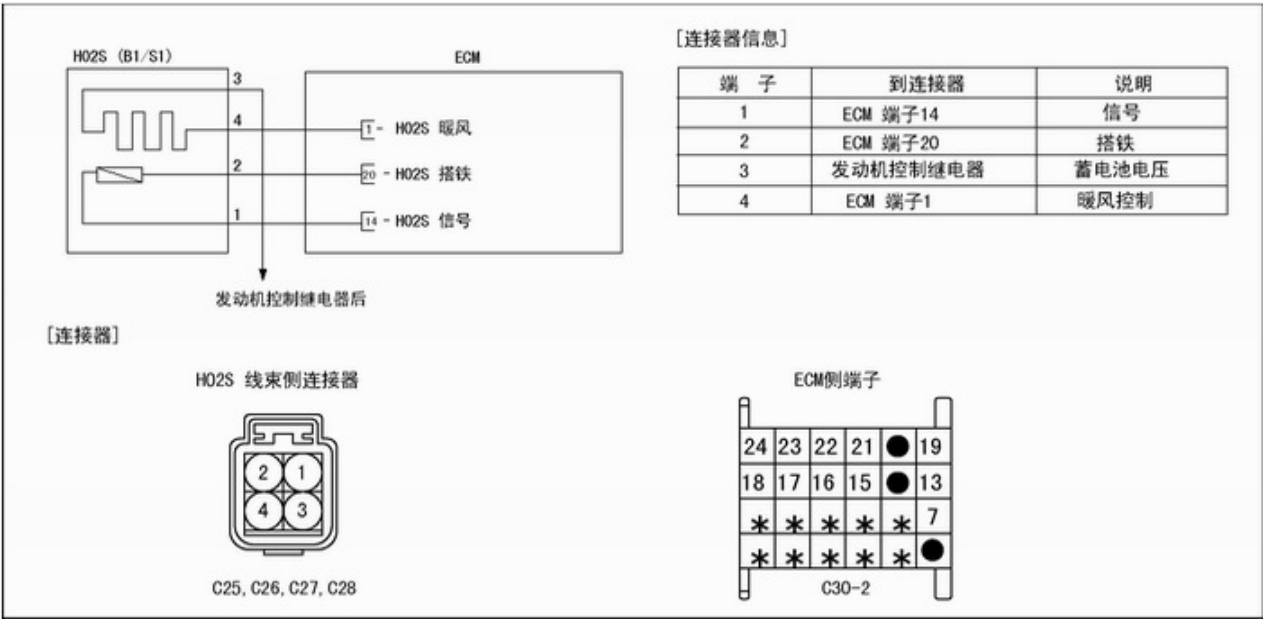 HO2S (B1/S1)
ECM
3
4
2
1
1 - HO2S 暖风
20 - HO2S 搭铁
14 - HO2S 信号
发动机控制继电器后
[连接器信息]
端 子 到连接器 说明
1 ECM 端子14 信号
2 ECM 端子20 搭铁
3 发动机控制继电器 蓄电池电压
4 ECM 端子1 暖风控制
[连接器]
HO2S 线束侧连接器
2 1
4 3
C25, C26, C27, C28
ECM侧端子
24 23 22 21 ● 19
18 17 16 15 ● 13
* * * * * 7
* * * * * ●
C30-2